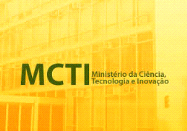 MCTI Ministério da Ciência,
Tecnologia e Inovação